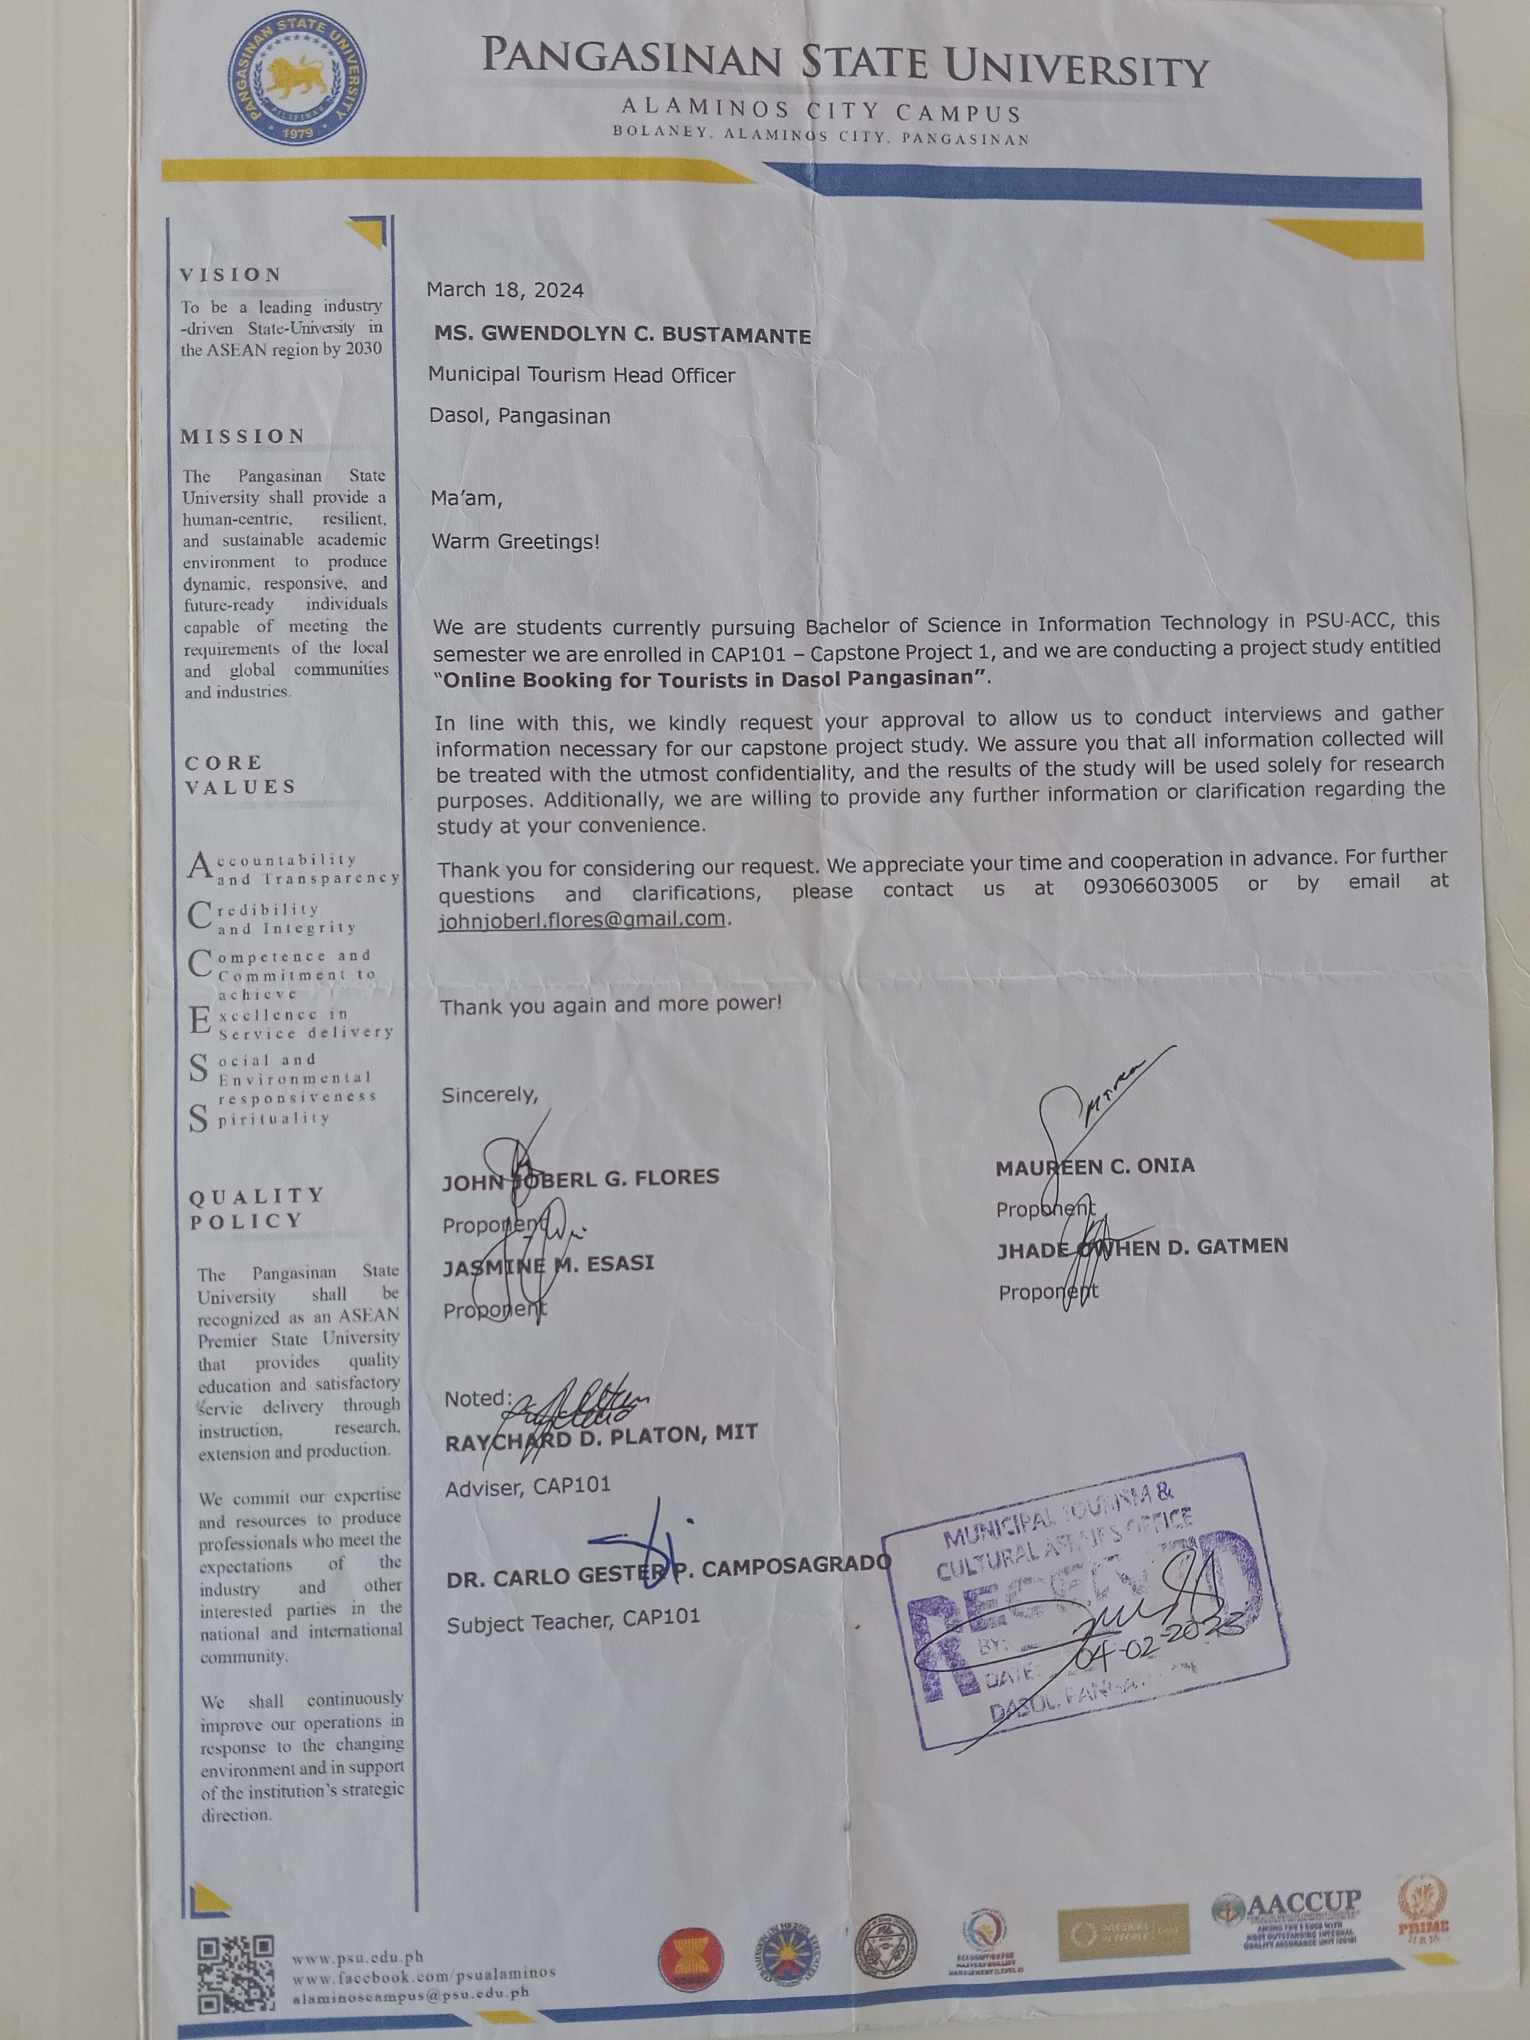 PANGASINAN STATE UNIVERSITY
ALAMINOS CITY CAMPUS
BOLANEY, ALAMINOS CITY, PANGASINAN
PANGASINAN STATE UNIVERSITY
1979
VISION
To be a leading industry
-driven State-University in
the ASEAN region by 2030
MISSION
The Pangasinan State
University shall provide a
human-centric, resilient,
and sustainable academic
environment to produce
dynamic, responsive, and
future-ready individuals
capable of meeting the
requirements of the local
and global communities
and industries.
CORE
VALUES
Accountability
and Transparency
Credibility
and Integrity
Competence and
Commitment to
achieve
Excellence in
Service delivery
Social and
Environmental
responsiveness
Spirituality
QUALITY
POLICY
The Pangasinan State
University shall be
recognized as an ASEAN
Premier State University
that provides quality
education and satisfactory
servie delivery through
instruction, research,
extension and production.
We commit our expertise
and resources to produce
professionals who meet the
expectations of the
industry and other
interested parties in the
national and international
community.
We shall continuously
improve our operations in
response to the changing
environment and in support
of the institution's strategic
direction.
March 18, 2024
MS. GWENDOLYN C. BUSTAMANTE
Municipal Tourism Head Officer
Dasol, Pangasinan
Ma'am,
Warm Greetings!
We are students currently pursuing Bachelor of Science in Information Technology in PSU-ACC, this
semester we are enrolled in CAP101 – Capstone Project 1, and we are conducting a project study entitled
"Online Booking for Tourists in Dasol Pangasinan".
In line with this, we kindly request your approval to allow us to conduct interviews and gather
information necessary for our capstone project study. We assure you that all information collected will
be treated with the utmost confidentiality, and the results of the study will be used solely for research
purposes. Additionally, we are willing to provide any further information or clarification regarding the
study at your convenience.
Thank you for considering our request. We appreciate your time and cooperation in advance. For further
questions and clarifications, please contact us at 09306603005 or by email at
johnjoberl.flores@gmail.com.
Thank you again and more power!
Sincerely,
JOHN JOBERL G. FLORES
Proponent
MAUREEN C. ONIA
Proponent
JASMINE M. ESASI
Proponent
JHADE OWHEN D. GATMEN
Proponent
Noted:
RAYCHARD D. PLATON, MIT
Adviser, CAP101
DR. CARLO GESTER P. CAMPOSAGRADO
Subject Teacher, CAP101
MUNICIPAL TOURISM &
CULTURAL AFFAIRS OFFICE
RECEIVED
BY:
DATE: 04-02-2023
DASOL, PANGASINAN
www.psu.edu.ph
www.facebook.com/psualaminos
alaminoscampus@psu.edu.ph
AACCUP
PRIME